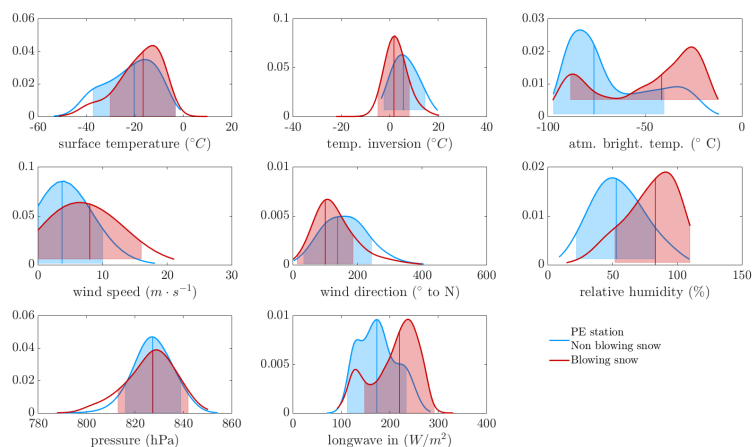 0.06
0.04
0.02
0
-60 -40 -20 0 20
surface temperature (°C)
0.1
0.05
0
-40 -20 0 20 40
temp. inversion (°C)
0.03
0.02
0.01
0
-100 -50 0
atm. bright. temp. (° C)
0.1
0.05
0
0 10 20 30
wind speed (m · s⁻¹)
0.01
0.005
0
0 200 400 600
wind direction (° to N)
0.02
0.01
0
0 50 100 150
relative humidity (%)
0.06
0.04
0.02
0
780 800 820 840 860
pressure (hPa)
0.01
0.005
0
0 100 200 300 400
longwave in (W/m²)
PE station
Non blowing snow
Blowing snow